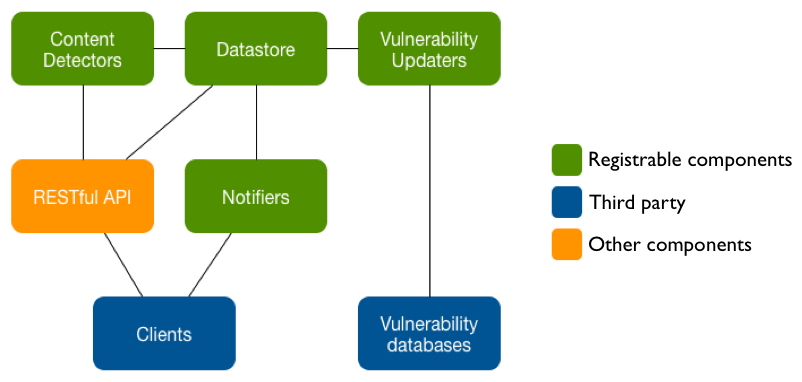 Content
Detectors
Datastore
Vulnerability
Updaters
RESTful API
Notifiers
Clients
Vulnerability
databases
Registrable components
Third party
Other components